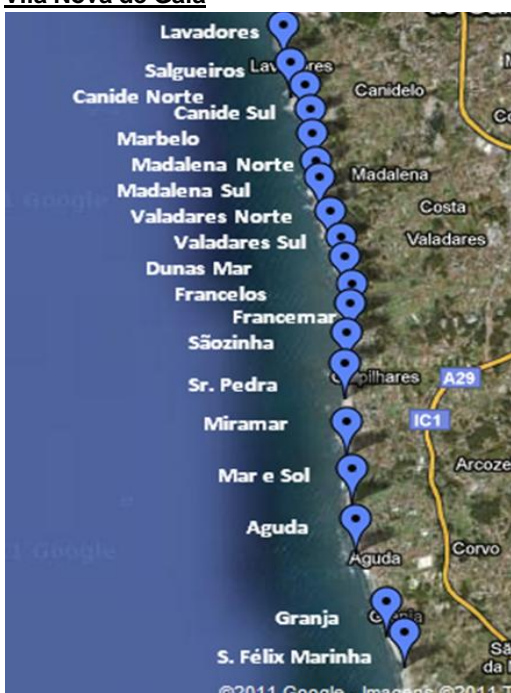 Vila Nova de Gaia
Lavadores
Salgueiros
Canide Norte
Canidelo
Canide Sul
Marbelo
Madalena Norte
Madalena
Madalena Sul
Costa
Valadares Norte
Valadares Sul
Valadares
Dunas Mar
Francelos
Francemar
Sãozinha
Sr. Pedra
A29
Miramar
IC1
Mar e Sol
Arcoze
Aguda
Aguda
Corvo
Granja
S. Félix Marinha
©2011 Google